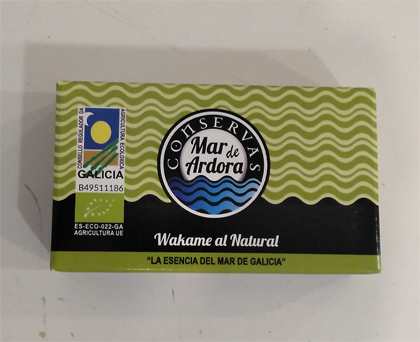 CONSELLO REGULADOR DA
AGRICULTURA ECOLOXICA
GALICIA
B49511186
ES-ECO-022-GA
AGRICULTURA UE
CONSERVAS
Mar
de
Ardora
Wakame al Natural
"LA ESENCIA DEL MAR DE GALICIA"